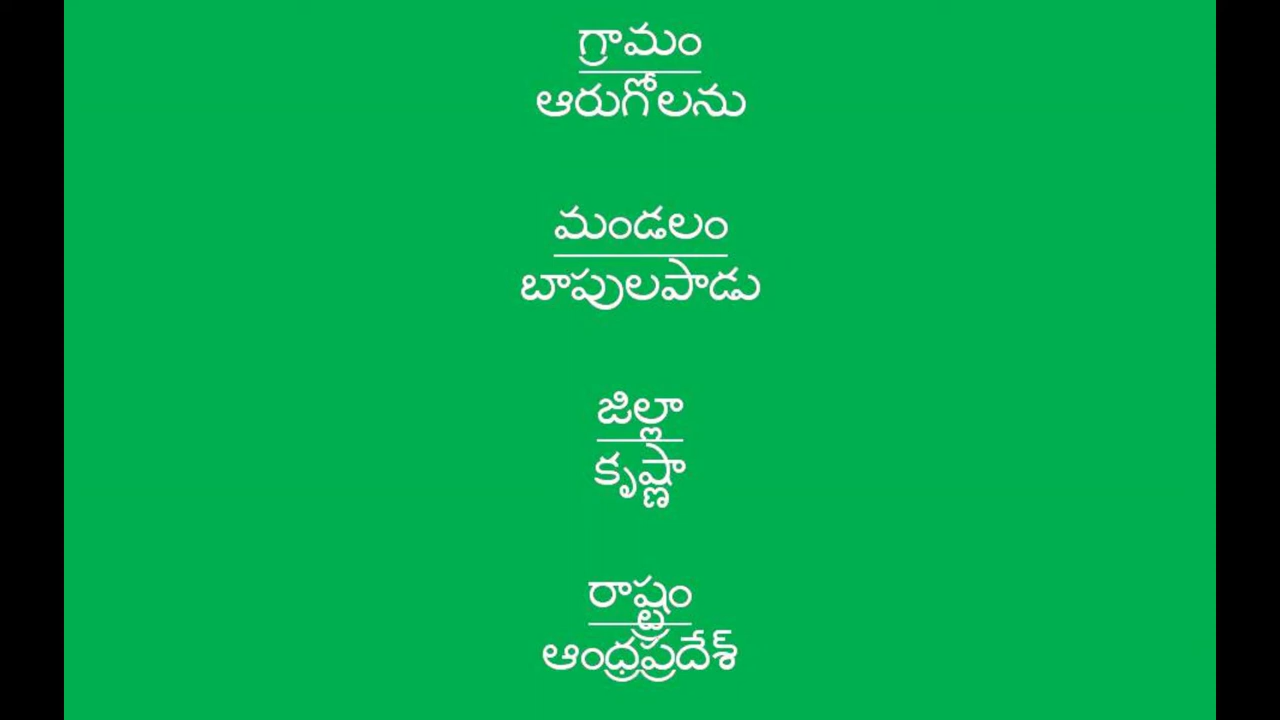 గ్రామం
ఆరుగోలను
మండలం
బాపులపాడు
జిల్లా
కృష్ణా
రాష్ట్రం
ఆంధ్రప్రదేశ్